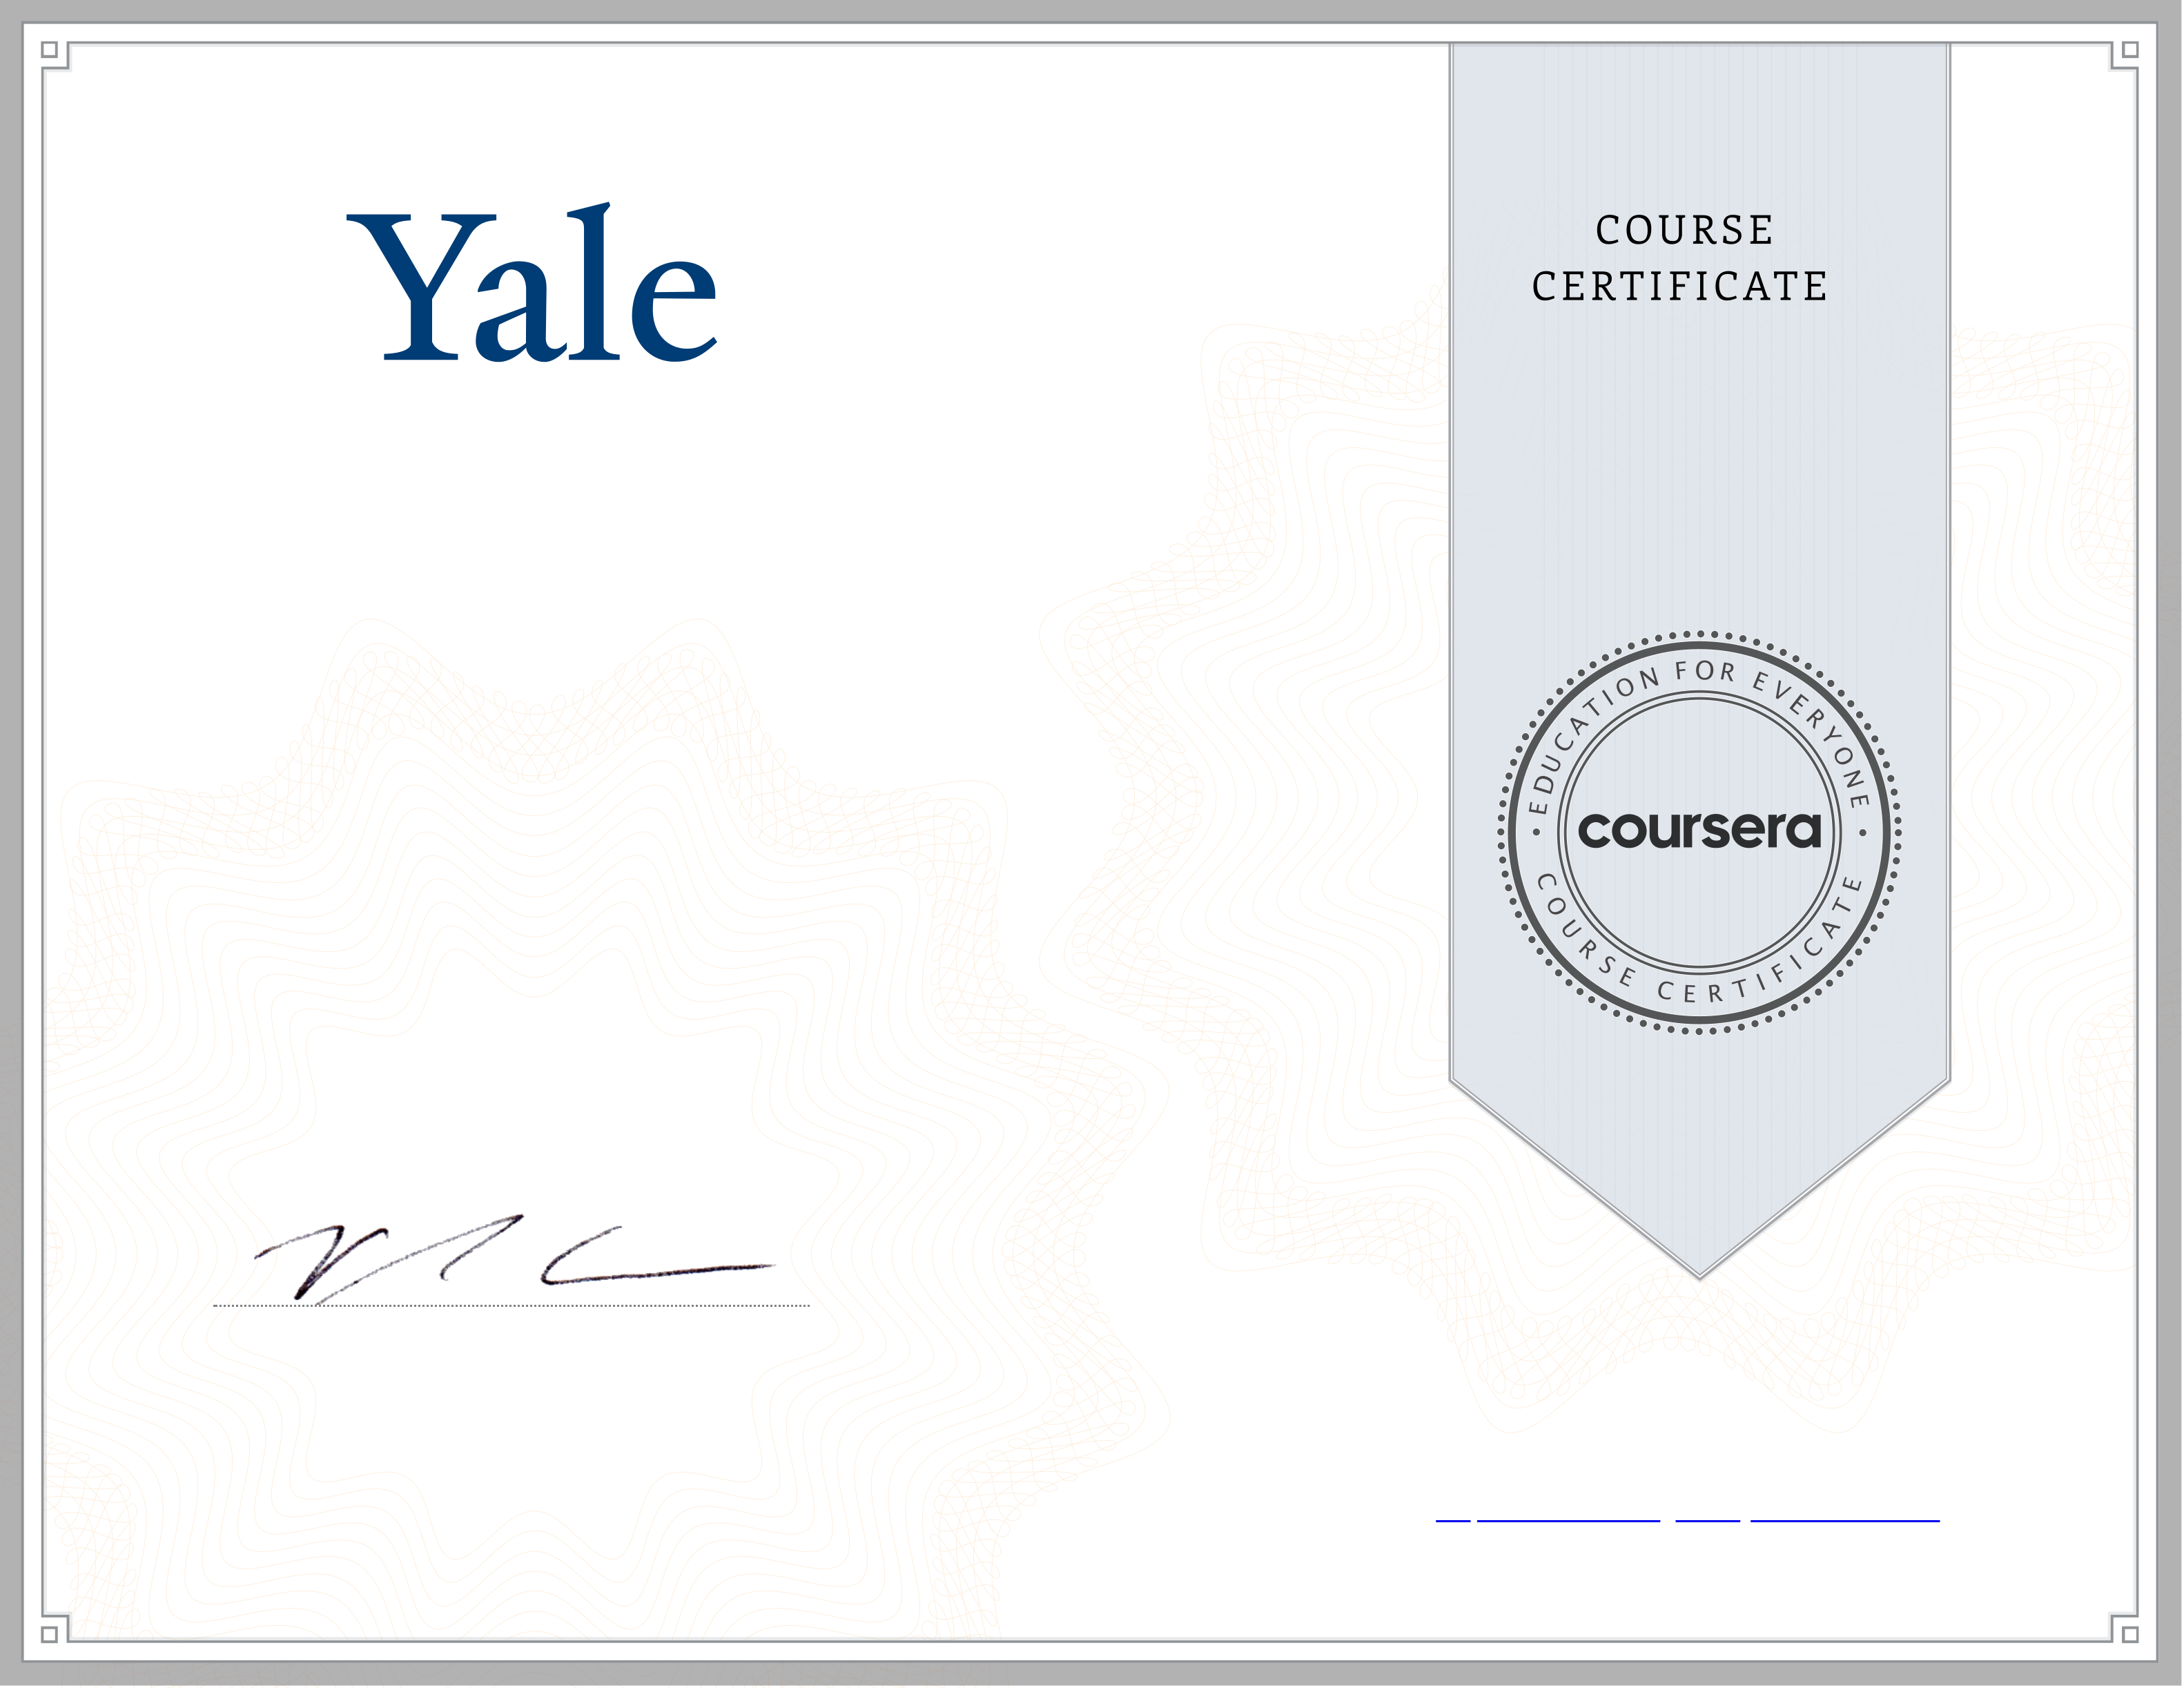 Yale
COURSE
CERTIFICATE
EDUCATION FOR EVERYONE
coursera
COURSE CERTIFICATE